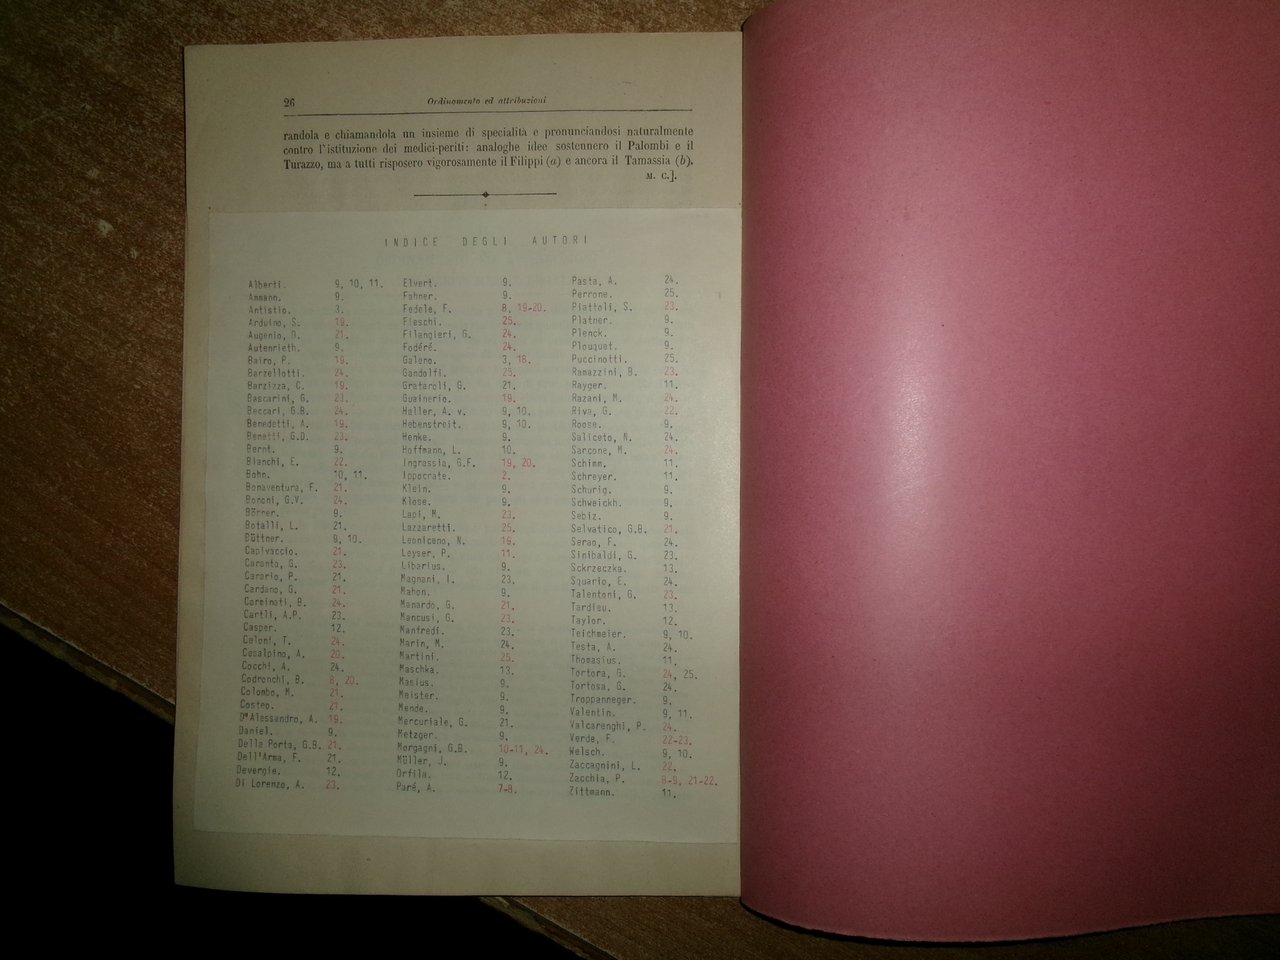 26
Ordinamento ed attribuzioni
randola e chiamandola un insieme di specialità e pronunciandosi naturalmente
contro l'istituzione dei medici-periti: analoghe idee sostennero il Palombi e il
Turazzo, ma a tutti risposero vigorosamente il Filippi (a) e ancora il Tamassia (b).
M. C.].
INDICE DEGLI AUTORI
Alberti. 9, 10, 11.
Ammann. 9.
Antistio. 3.
Arduino, S. 19.
Augenio, O. 21.
Autenrieth. 9.
Bairo, P. 19.
Barzellotti. 24.
Barzizza, C. 19.
Bascarini, G. 23.
Beccari, G.B. 24.
Benedetti, A. 19.
Benetti, G.D. 23.
Bernt. 9.
Bianchi, E. 22.
Bohn. 10, 11.
Bonaventura, F. 21.
Bononi, G.V. 24.
Börner. 9.
Botalli, L. 21.
Büttner. 9, 10.
Capivaccio. 21.
Caranta, G. 23.
Carario, P. 21.
Cardano, G. 21.
Carminati, B. 24.
Cartli, A.P. 23.
Casper. 12.
Celoni, T. 24.
Cesalpino, A. 20.
Cocchi, A. 24.
Codronchi, B. 8, 20.
Colombo, M. 21.
Costeo. 21.
D'Alessandro, A. 19.
Daniel. 9.
Della Porta, G.B. 21.
Dell'Arma, F. 21.
Devergie. 12.
Di Lorenzo, A. 23.
Elvert. 9.
Fahner. 9.
Fedele, F. 8, 19-20.
Fieschi. 25.
Filangieri, G. 24.
Fodéré. 24.
Galeno. 3, 18.
Gandolfi. 25.
Grataroli, G. 21.
Guainerio. 19.
Haller, A. v. 9, 10.
Hebenstreit. 9, 10.
Henke. 9.
Hoffmann, L. 10.
Ingrassia, G.F. 19, 20.
Ippocrate. 2.
Klein. 9.
Klose. 9.
Lapi, M. 23.
Lazzaretti. 25.
Leoniceno, N. 19.
Leyser, P. 11.
Libarius. 9.
Magnani, I. 23.
Mahon. 9.
Manardo, G. 21.
Mancusi, G. 23.
Manfredi. 23.
Marin, M. 24.
Martini. 25.
Maschka. 13.
Masius. 9.
Meister. 9.
Mende. 9.
Mercuriale, G. 21.
Metzger. 9.
Morgagni, G.B. 10-11, 24.
Müller, J. 9.
Orfila. 12.
Paré, A. 7-8.
Pasta, A. 24.
Perrone. 25.
Piattoli, S. 23.
Platner. 9.
Plenck. 9.
Plouquet. 9.
Puccinotti. 25.
Ramazzini, B. 23.
Rayger. 11.
Razani, M. 24.
Riva, G. 22.
Roose. 9.
Saliceto, N. 24.
Sarcone, M. 24.
Schimm. 11.
Schreyer. 11.
Schurig. 9.
Schweickh. 9.
Sebiz. 9.
Selvatico, G.B. 21.
Serao, F. 24.
Sinibaldi, G. 23.
Sckrzeczka. 13.
Squario, E. 24.
Talentoni, G. 23.
Tardieu. 13.
Taylor. 12.
Teichmeier. 9, 10.
Testa, A. 24.
Thomasius. 11.
Tortora, G. 24, 25.
Tortosa, G. 24.
Troppanneger. 9.
Valentin. 9, 11.
Valcarenghi, P. 24.
Verde, F. 22-23.
Welsch. 9, 10.
Zaccagnini, L. 22.
Zacchia, P. 8-9, 21-22.
Zittmann. 11.